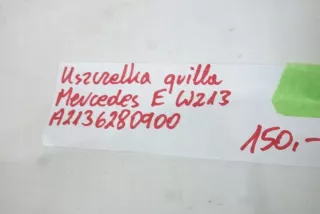 Uszczelka grilla
Mercedes E W213
A2136280900
150,-